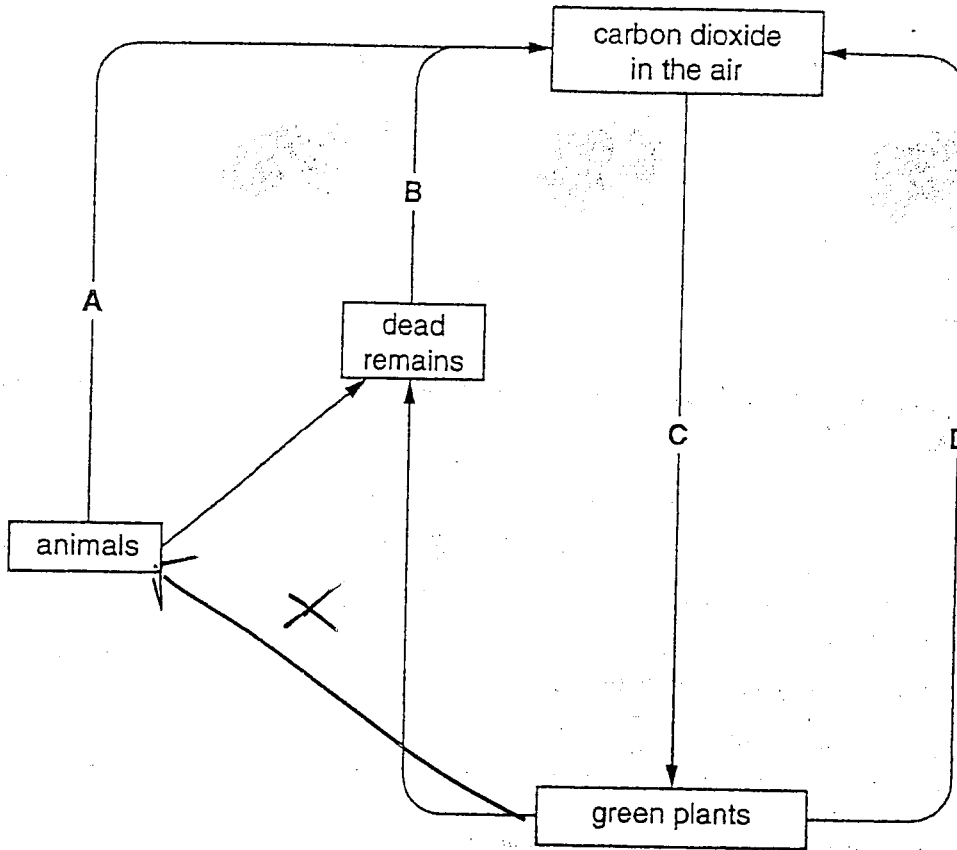 carbon dioxide
in the air
B
A
dead
remains
C
D
animals
X
green plants